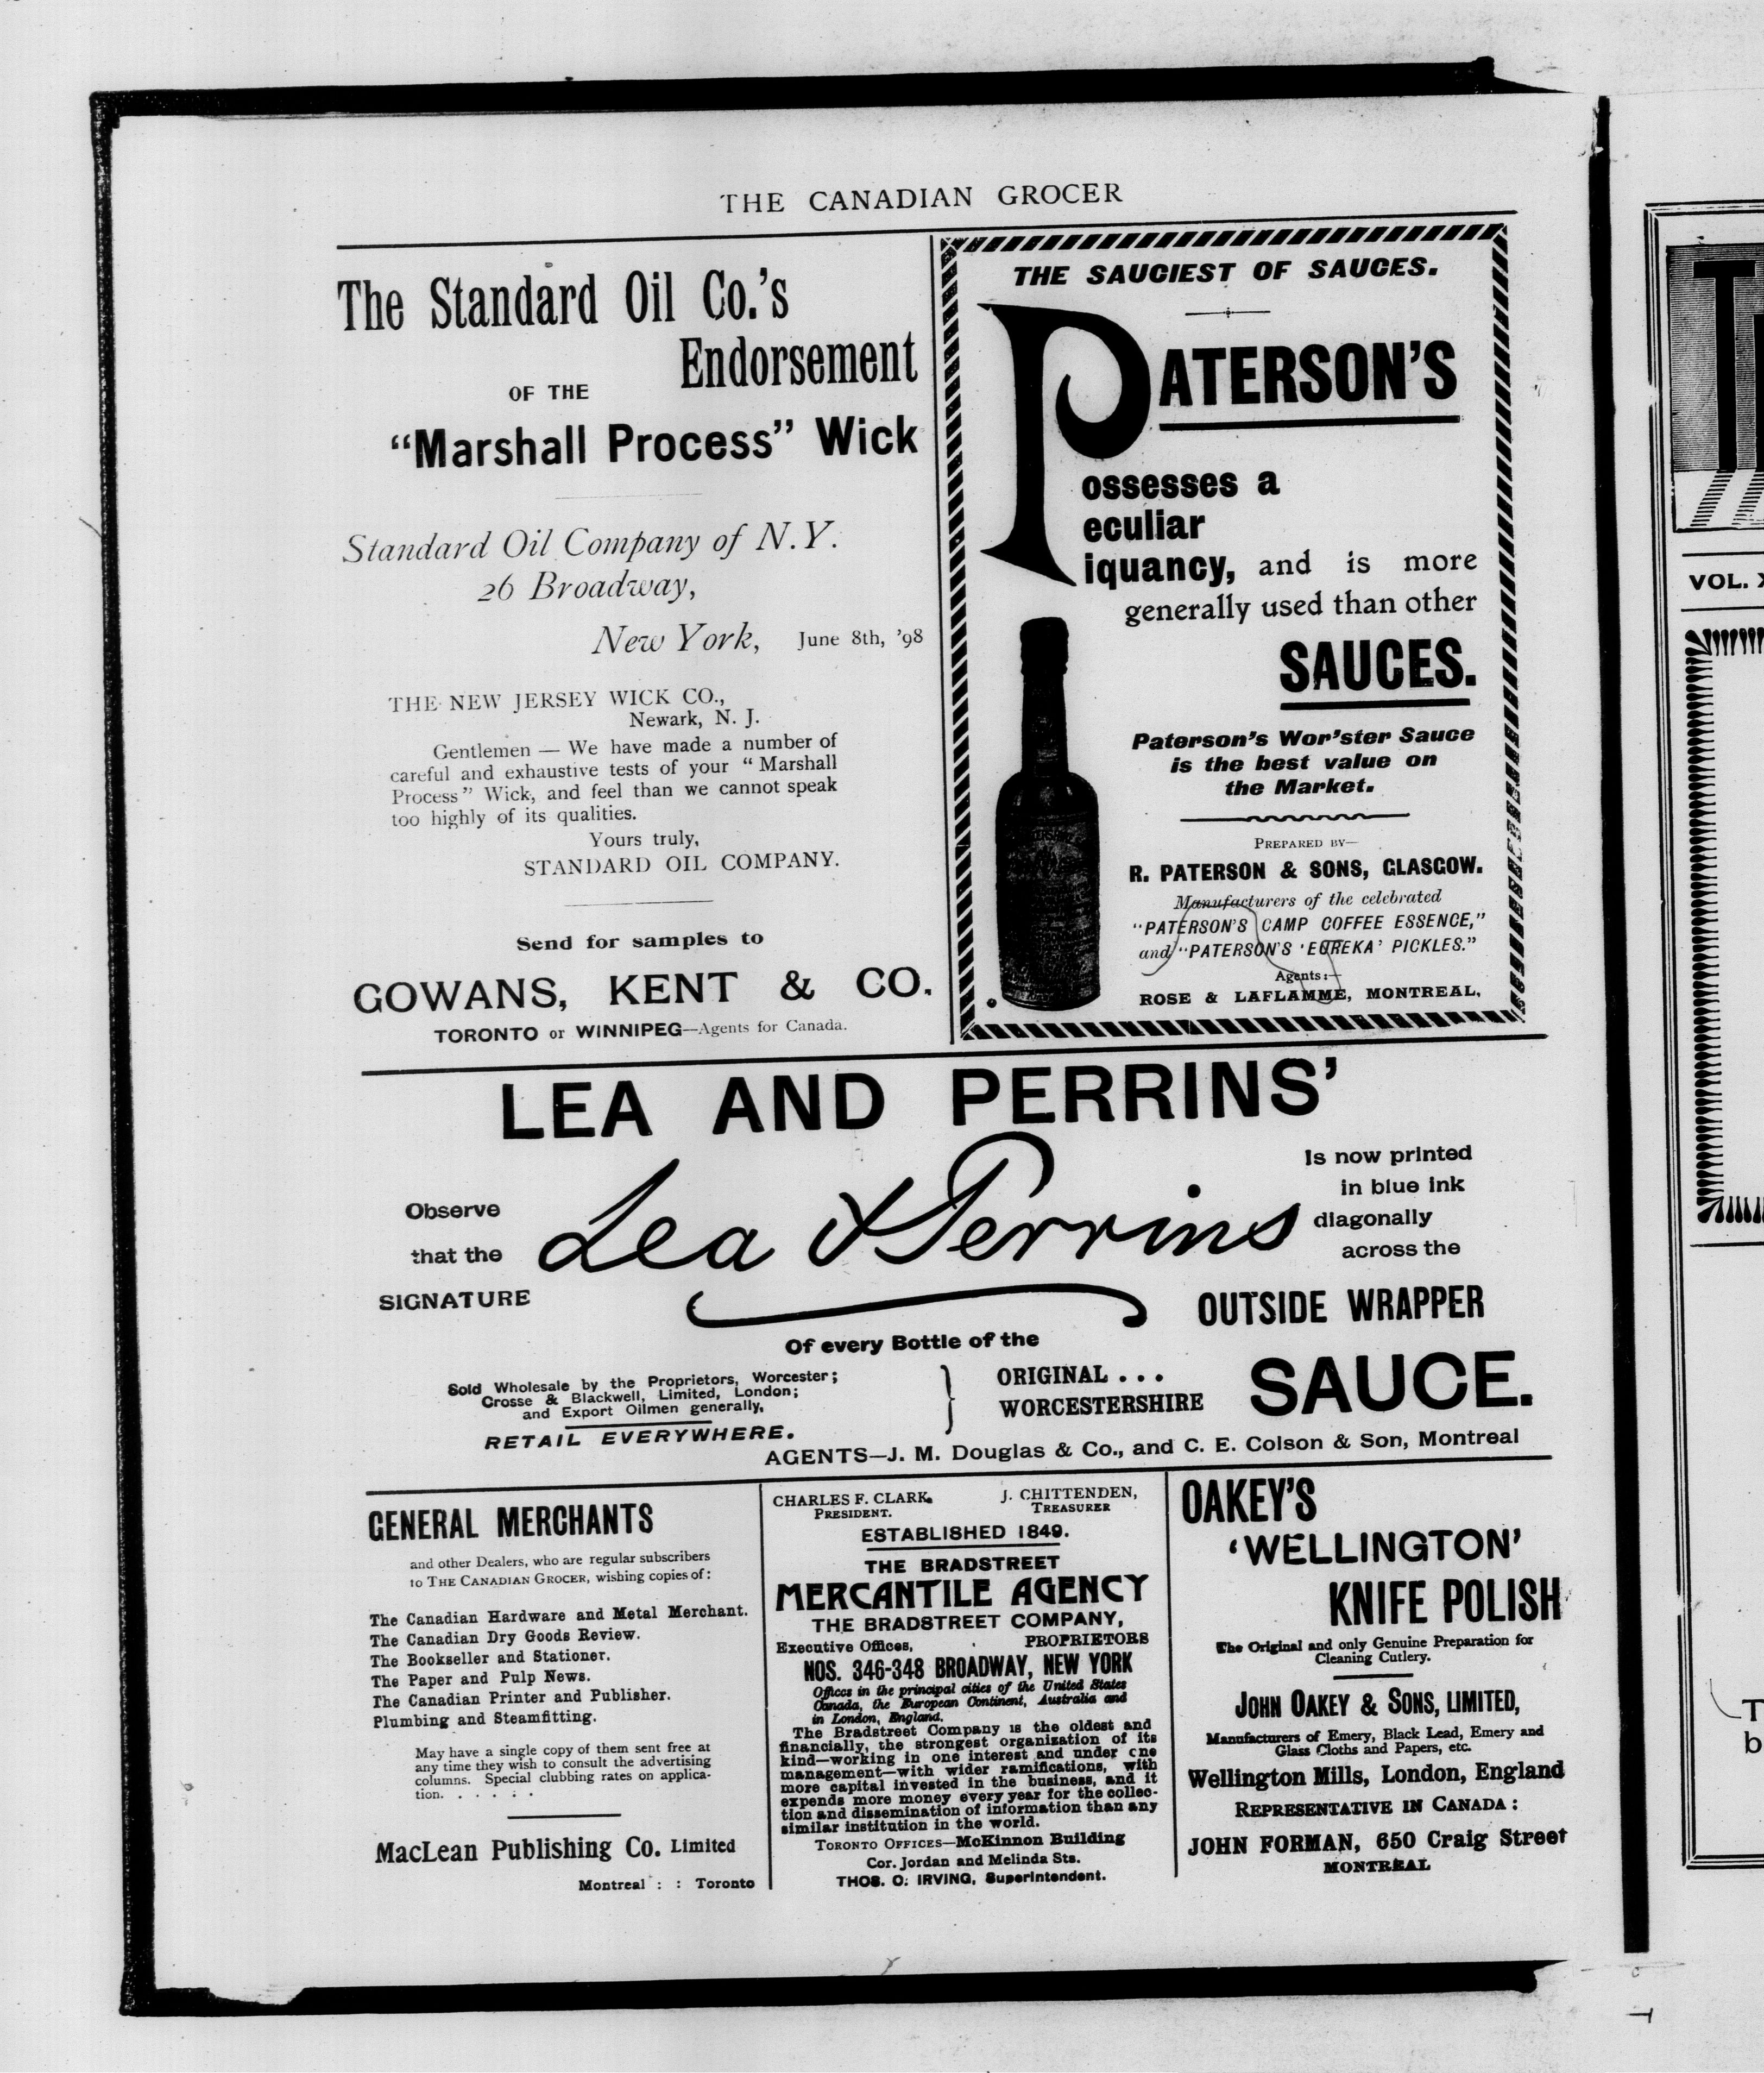 THE CANADIAN GROCER
The Standard Oil Co.'s
Endorsement
OF THE
"Marshall Process" Wick
Standard Oil Company of N.Y.
26 Broadway,
New York, June 8th, '98
THE NEW JERSEY WICK CO.,
Newark, N. J.
Gentlemen — We have made a number of
careful and exhaustive tests of your "Marshall
Process" Wick, and feel than we cannot speak
too highly of its qualities.
Yours truly,
STANDARD OIL COMPANY.
Send for samples to
GOWANS, KENT & CO.
TORONTO or WINNIPEG—Agents for Canada.
THE SAUCIEST OF SAUCES.
PATERSON'S
ossesses a
eculiar
iquancy, and is more
generally used than other
SAUCES.
Paterson's Wor'ster Sauce
is the best value on
the Market.
PREPARED BY—
R. PATERSON & SONS, GLASGOW.
Manufacturers of the celebrated
"PATERSON'S CAMP COFFEE ESSENCE,"
and "PATERSON'S 'EUREKA' PICKLES."
Agents:—
ROSE & LAFLAMME, MONTREAL,
LEA AND PERRINS'
Observe
that the
SIGNATURE
Lea & Perrins
Is now printed
in blue ink
diagonally
across the
OUTSIDE WRAPPER
Of every Bottle of the
Sold Wholesale by the Proprietors, Worcester;
Crosse & Blackwell, Limited, London;
and Export Oilmen generally,
RETAIL EVERYWHERE.
ORIGINAL . . .
WORCESTERSHIRE
SAUCE.
AGENTS—J. M. Douglas & Co., and C. E. Colson & Son, Montreal
GENERAL MERCHANTS
and other Dealers, who are regular subscribers
to THE CANADIAN GROCER, wishing copies of:
The Canadian Hardware and Metal Merchant.
The Canadian Dry Goods Review.
The Bookseller and Stationer.
The Paper and Pulp News.
The Canadian Printer and Publisher.
Plumbing and Steamfitting.
May have a single copy of them sent free at
any time they wish to consult the advertising
columns. Special clubbing rates on applica-
tion. . . . . .
MacLean Publishing Co. Limited
Montreal : : Toronto
CHARLES F. CLARK, J. CHITTENDEN,
PRESIDENT. TREASURER
ESTABLISHED 1849.
THE BRADSTREET
MERCANTILE AGENCY
THE BRADSTREET COMPANY,
Executive Offices, PROPRIETORS
NOS. 346-348 BROADWAY, NEW YORK
Offices in the principal cities of the United States
Canada, the European Continent, Australia and
in London, England.
The Bradstreet Company is the oldest and
financially, the strongest organization of its
kind—working in one interest and under one
management—with wider ramifications, with
more capital invested in the business, and it
expends more money every year for the collec-
tion and dissemination of information than any
similar institution in the world.
TORONTO OFFICES—McKinnon Building
Cor. Jordan and Melinda Sts.
THOS. O. IRVING, Superintendent.
OAKEY'S
'WELLINGTON'
KNIFE POLISH
The Original and only Genuine Preparation for
Cleaning Cutlery.
JOHN OAKEY & SONS, LIMITED,
Manufacturers of Emery, Black Lead, Emery and
Glass Cloths and Papers, etc.
Wellington Mills, London, England
REPRESENTATIVE IN CANADA:
JOHN FORMAN, 650 Craig Street
MONTREAL
VOL.